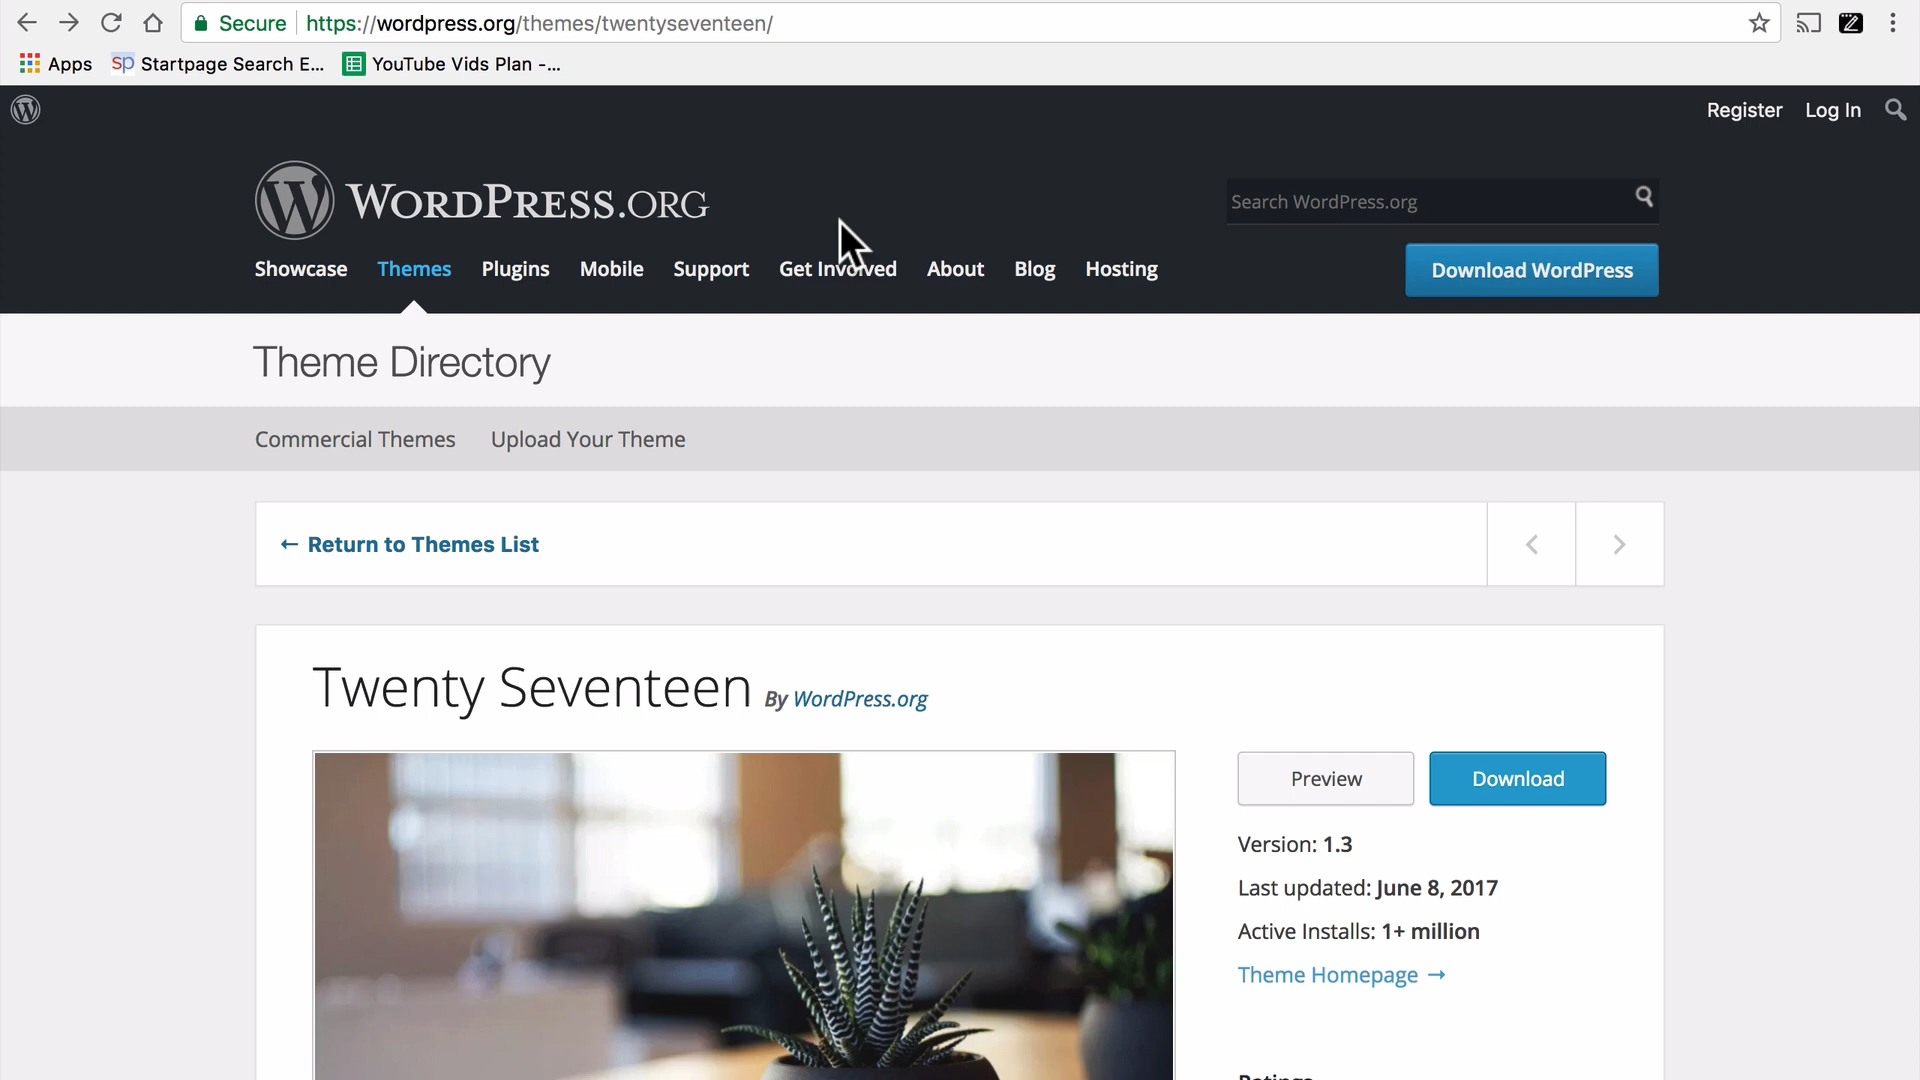 Secure https://wordpress.org/themes/twentyseventeen/
Apps Startpage Search E... YouTube Vids Plan -...
Register Log In
WORDPRESS.ORG
Search WordPress.org
Showcase Themes Plugins Mobile Support Get Involved About Blog Hosting
Download WordPress
Theme Directory
Commercial Themes Upload Your Theme
← Return to Themes List
Twenty Seventeen By WordPress.org
Preview Download
Version: 1.3
Last updated: June 8, 2017
Active Installs: 1+ million
Theme Homepage →
Ratings